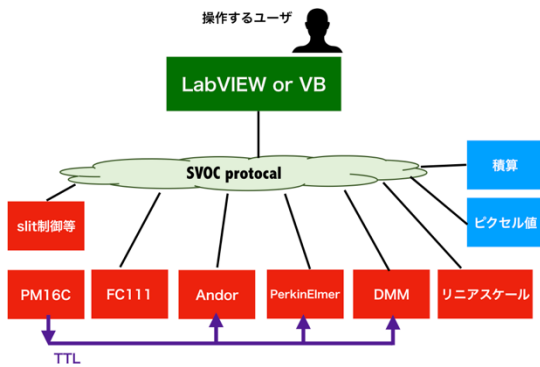 操作するユーザ
LabVIEW or VB
SVOC protocal
積算
slit制御等
ピクセル値
PM16C
FC111
Andor
PerkinElmer
DMM
リニアスケール
TTL